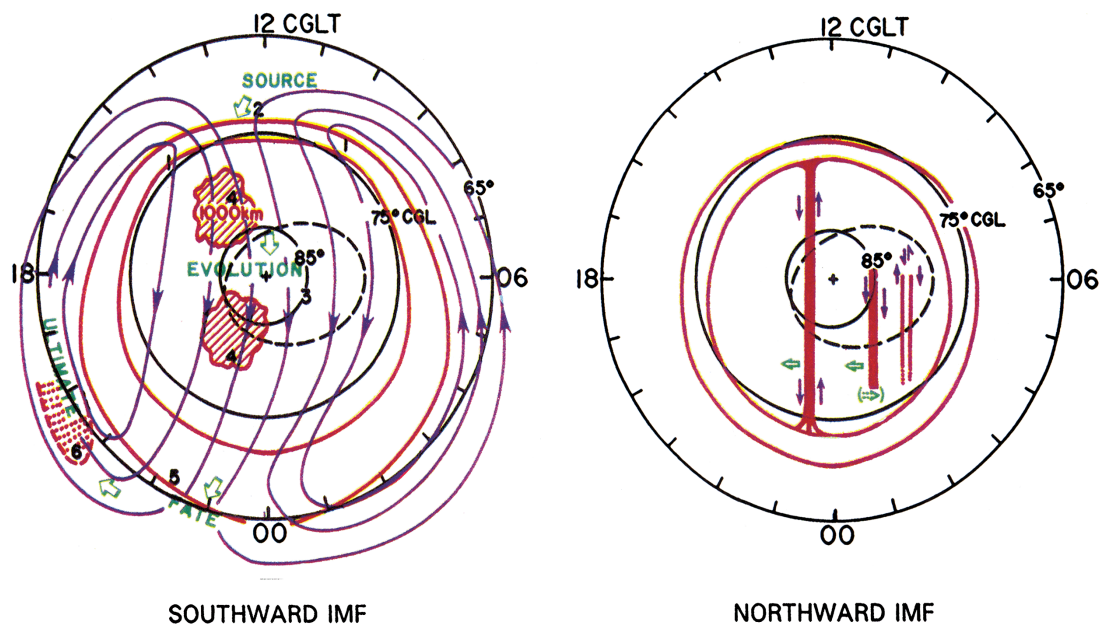 12 CGLT
SOURCE
2
65°
4
1000km
75° CGL
85°
EVOLUTION
18
06
3
4
ULTIMATE
6
5
FATE
00
SOUTHWARD IMF
12 CGLT
65°
75° CGL
85°
18
06
00
NORTHWARD IMF